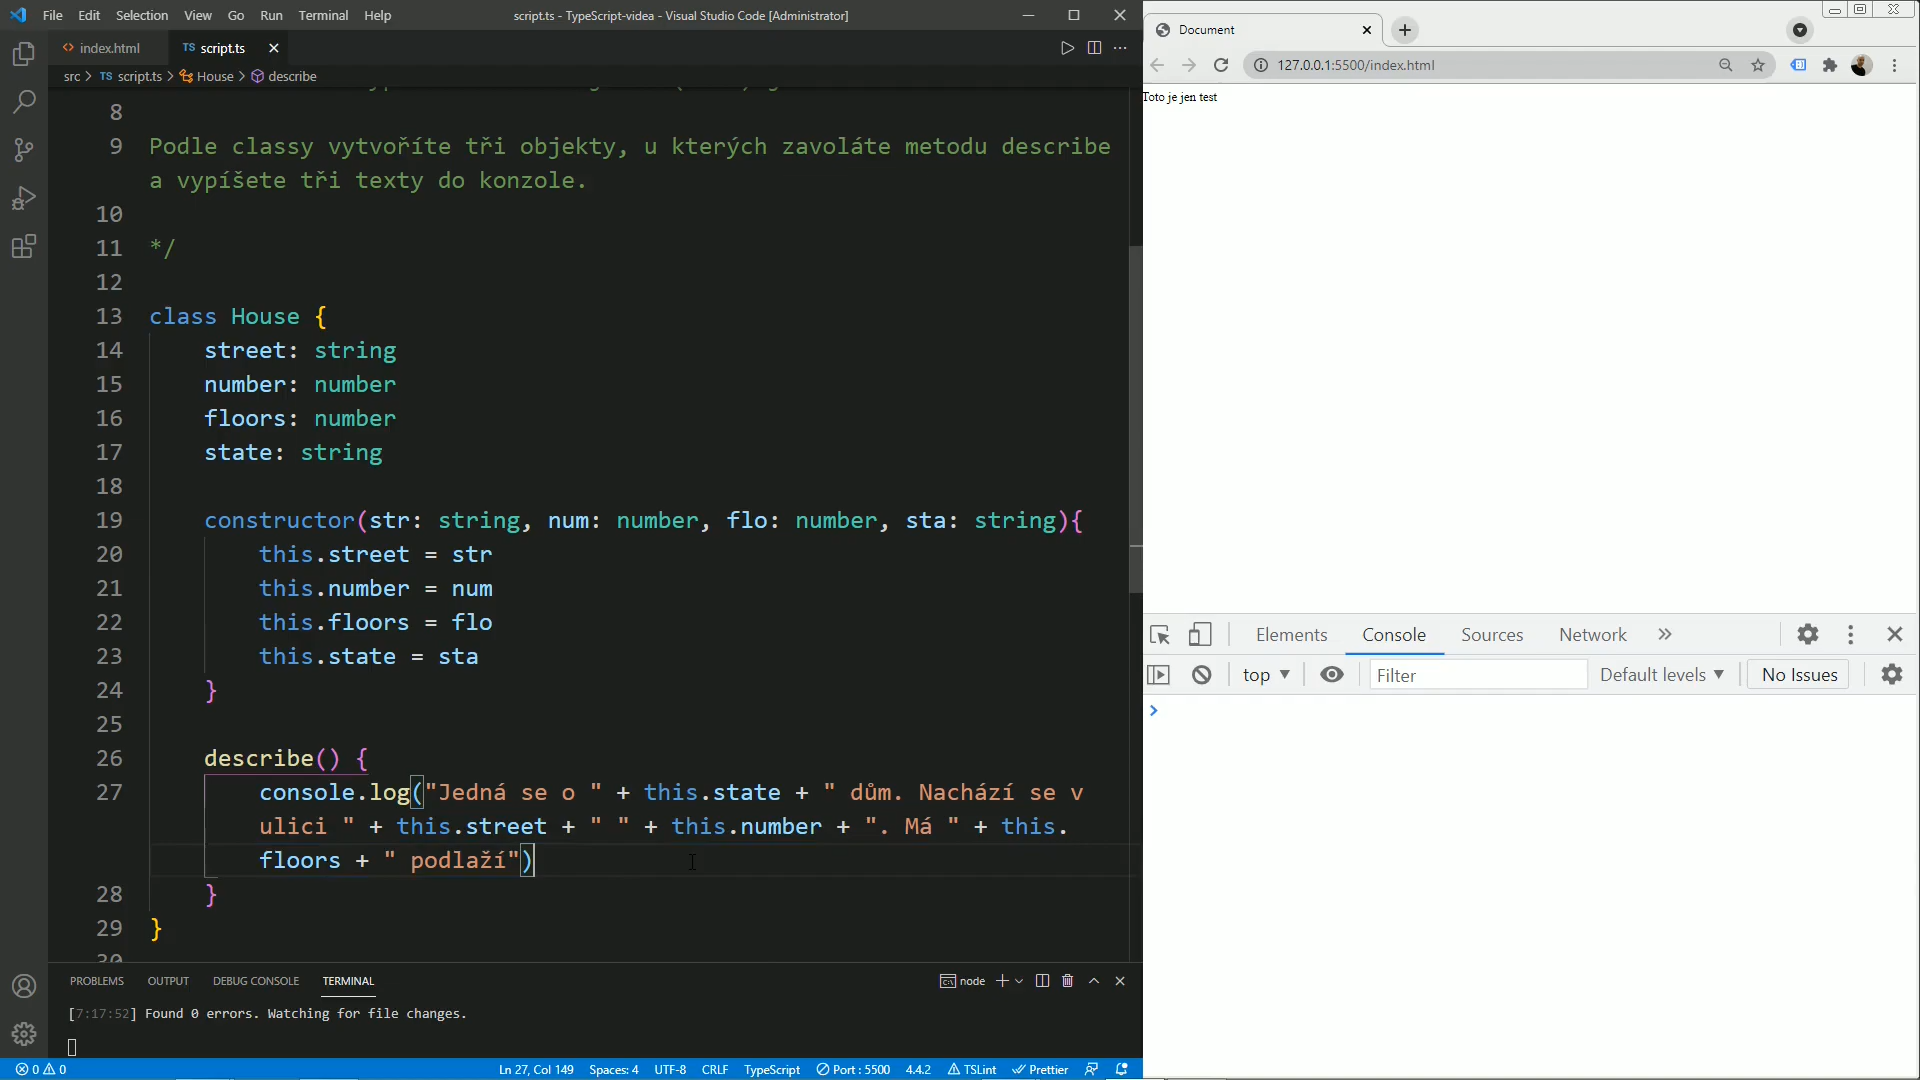 File Edit Selection View Go Run Terminal Help
script.ts - TypeScript-videa - Visual Studio Code [Administrator]
index.html
TS script.ts
src > TS script.ts > House > describe
8
9 Podle classy vytvoříte tři objekty, u kterých zavoláte metodu describe
a vypíšete tři texty do konzole.
10
11 */
12
13 class House {
14 street: string
15 number: number
16 floors: number
17 state: string
18
19 constructor(str: string, num: number, flo: number, sta: string){
20 this.street = str
21 this.number = num
22 this.floors = flo
23 this.state = sta
24 }
25
26 describe() {
27 console.log("Jedná se o " + this.state + " dům. Nachází se v
ulici " + this.street + " " + this.number + ". Má " + this.
floors + " podlaží")
28 }
29 }
30
PROBLEMS OUTPUT DEBUG CONSOLE TERMINAL
node
[7:17:52] Found 0 errors. Watching for file changes.
0 0
Ln 27, Col 149 Spaces: 4 UTF-8 CRLF TypeScript Port : 5500 4.4.2 TSLint Prettier
Document
127.0.0.1:5500/index.html
Toto je jen test
Elements Console Sources Network »
top Filter Default levels No Issues